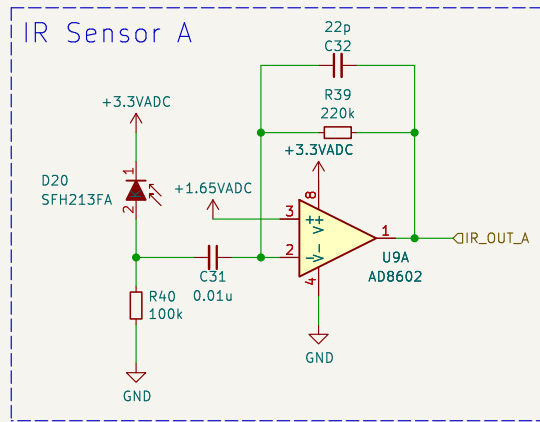 IR Sensor A
22p
C32
R39
220k
+3.3VADC
+3.3VADC
1
D20
SFH213FA
2
+1.65VADC
8
3
+
V+
1
IR_OUT_A
2
-
V-
4
U9A
AD8602
C31
0.01u
R40
100k
GND
GND